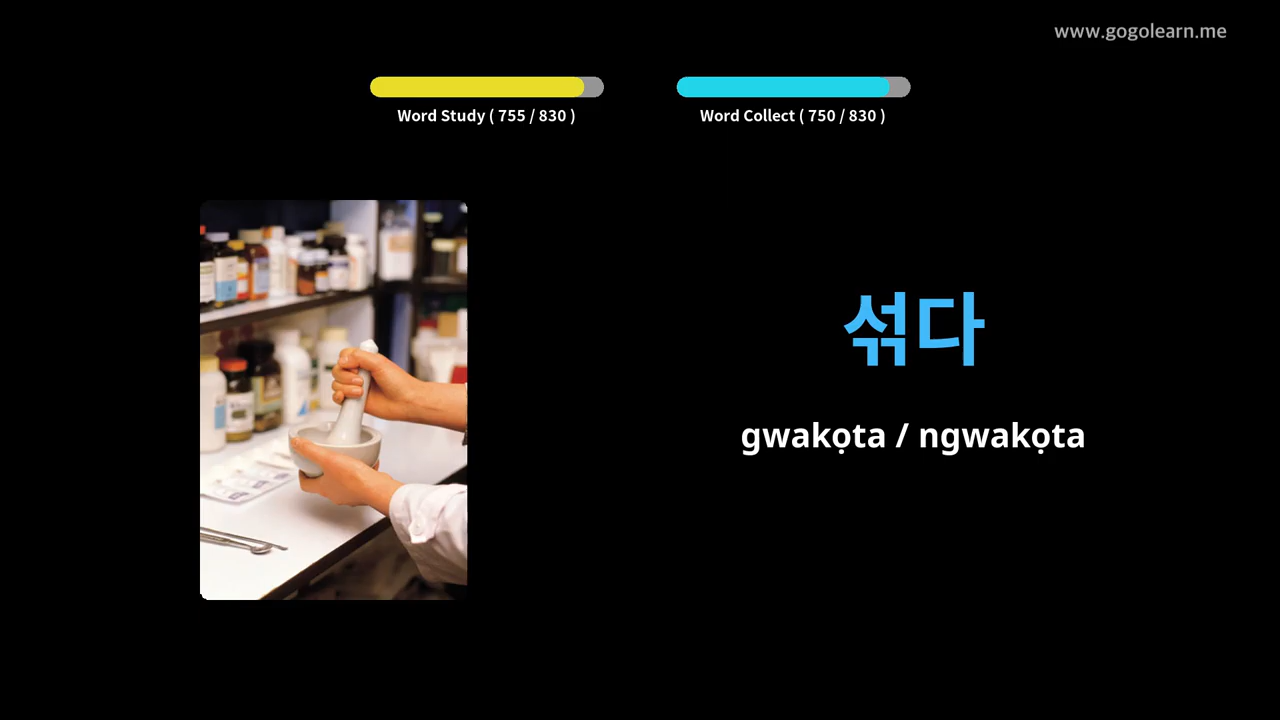 www.gogolearn.me
Word Study ( 755 / 830 )
Word Collect ( 750 / 830 )
섞다
gwakọta / ngwakọta